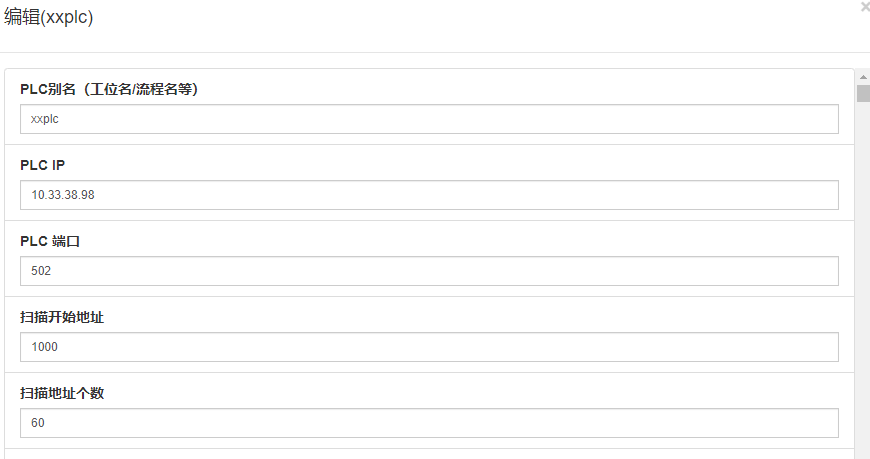 编辑(xxplc)
PLC别名（工位名/流程名等）
xxplc
PLC IP
10.33.38.98
PLC 端口
502
扫描开始地址
1000
扫描地址个数
60